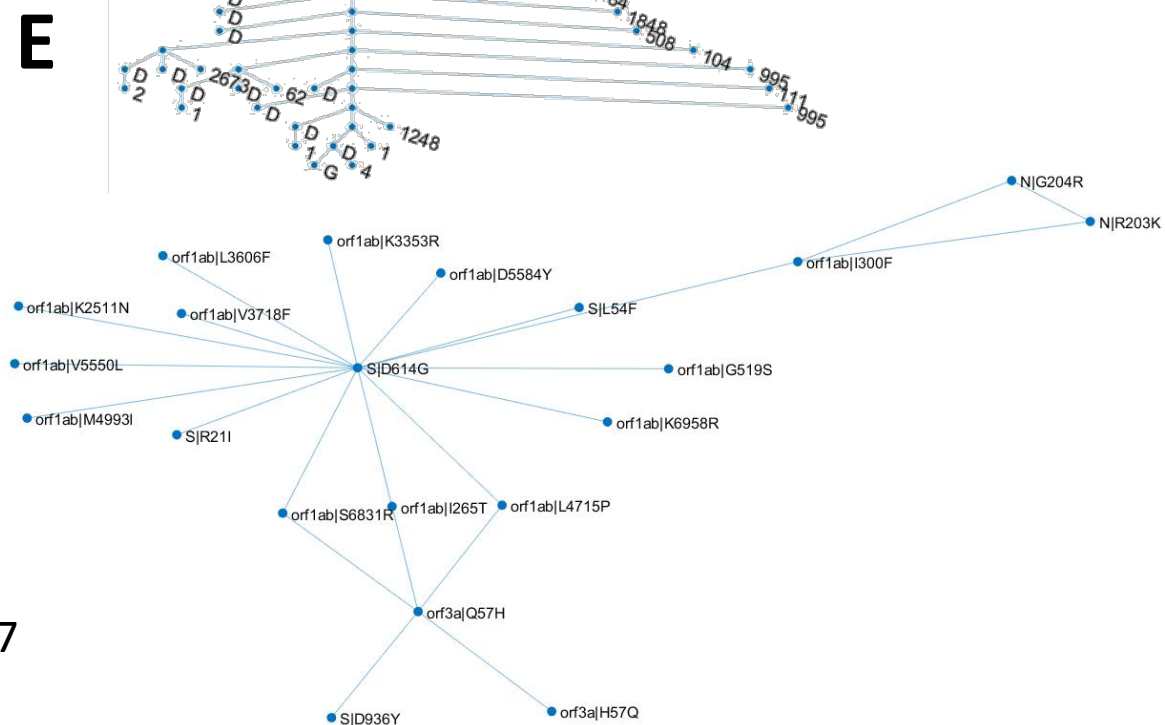 E
D
D
D
1848
508
104
995
111
995
D
2
D
2673
D
1
D
D
62
D
D
1
G
D
4
1
1248
N|G204R
N|R203K
orf1ab|I300F
orf1ab|K3353R
orf1ab|L3606F
orf1ab|D5584Y
orf1ab|K2511N
orf1ab|V3718F
S|L54F
orf1ab|V5550L
S|D614G
orf1ab|G519S
orf1ab|M4993I
S|R21I
orf1ab|K6958R
orf1ab|S6831R
orf1ab|I265T
orf1ab|L4715P
orf3a|Q57H
7
S|D936Y
orf3a|H57Q